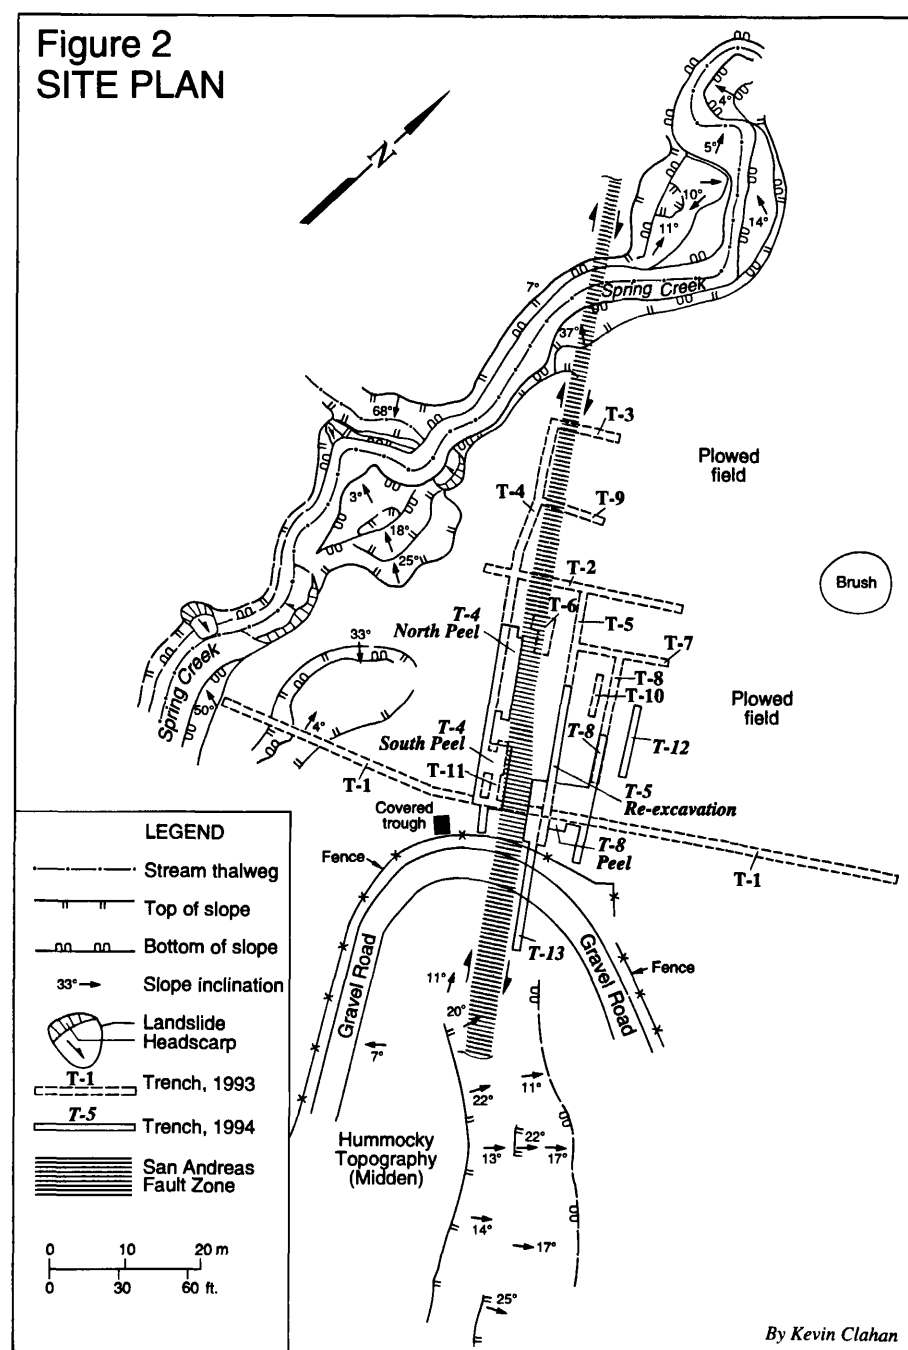 Figure 2
SITE PLAN
N
4°
5°
10°
11°
14°
Spring Creek
7°
37°
68°
T-3
Plowed
field
T-4
T-9
3°
18°
25°
T-2
Brush
T-6
T-5
T-4
North Peel
T-7
33°
T-8
T-10
Spring Creek
50°
4°
Plowed
field
T-4
South Peel
T-8
T-12
T-11
T-1
T-5
Re-excavation
Covered
trough
T-8
Peel
Fence
T-1
T-13
Gravel Road
Gravel Road
Fence
11°
20°
7°
22°
11°
Hummocky
Topography
(Midden)
13°
22°
17°
14°
17°
25°
LEGEND
Stream thalweg
Top of slope
Bottom of slope
33°
Slope inclination
Landslide
Headscarp
T-1
Trench, 1993
T-5
Trench, 1994
San Andreas
Fault Zone
0 10 20 m
0 30 60 ft.
By Kevin Clahan